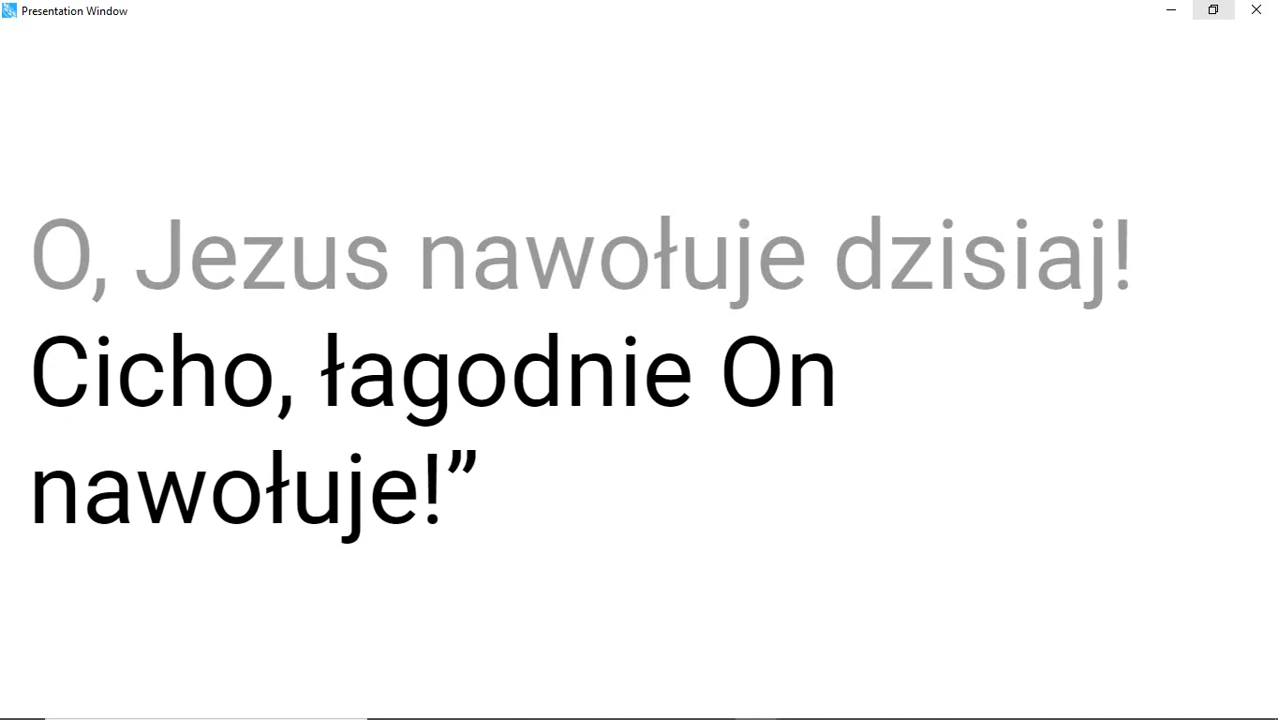 Presentation Window
O, Jezus nawołuje dzisiaj!
Cicho, łagodnie On
nawołuje!”